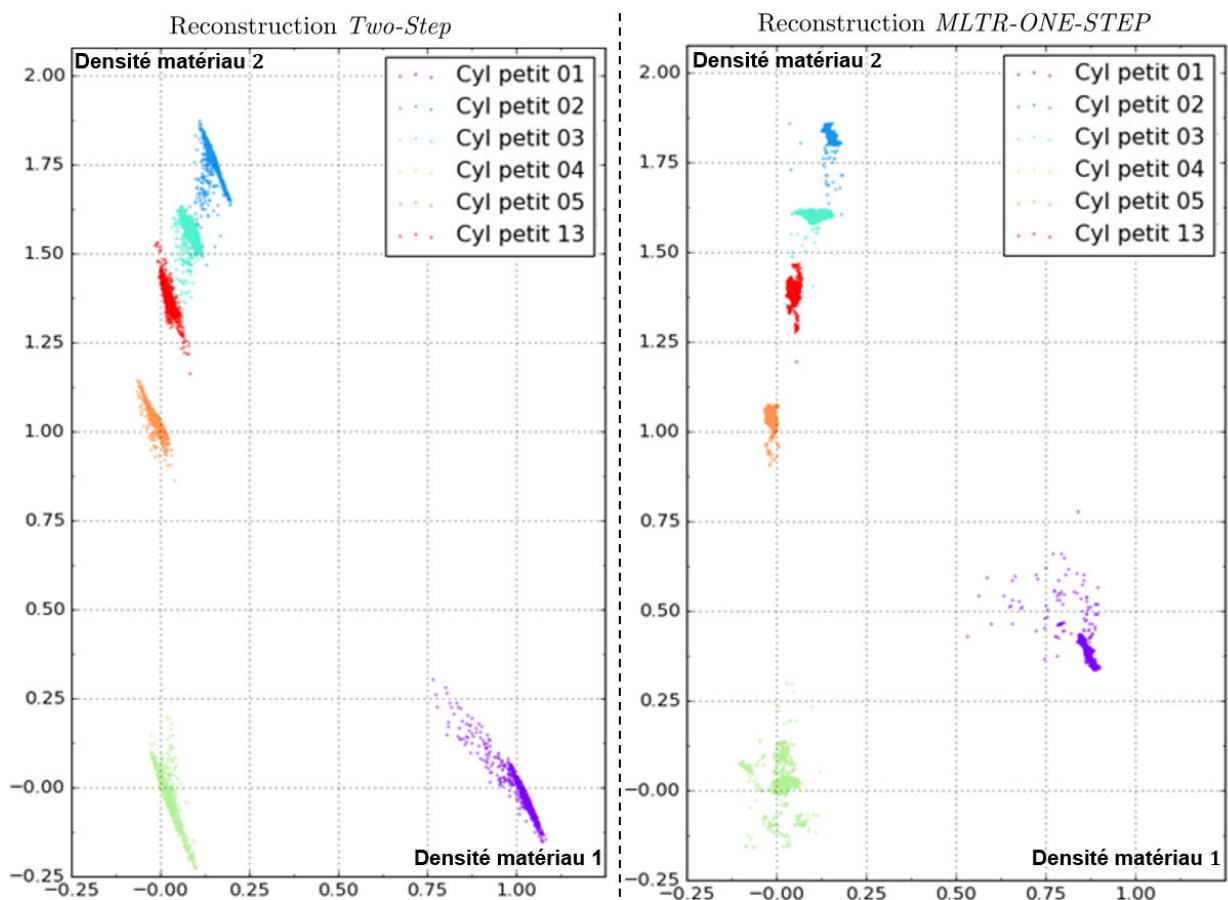 Reconstruction Two-Step
Densité matériau 2
Cyl petit 01
Cyl petit 02
Cyl petit 03
Cyl petit 04
Cyl petit 05
Cyl petit 13
2.00
1.75
1.50
1.25
1.00
0.75
0.50
0.25
−0.00
−0.25
Densité matériau 1
−0.25 −0.00 0.25 0.50 0.75 1.00
Reconstruction MLTR-ONE-STEP
Densité matériau 2
Cyl petit 01
Cyl petit 02
Cyl petit 03
Cyl petit 04
Cyl petit 05
Cyl petit 13
2.00
1.75
1.50
1.25
1.00
0.75
0.50
0.25
−0.00
−0.25
Densité matériau 1
−0.25 −0.00 0.25 0.50 0.75 1.00